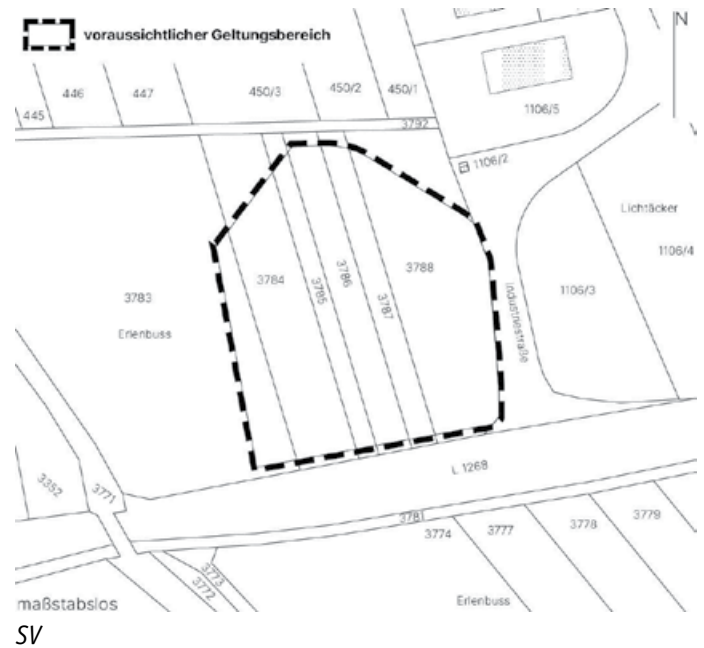 voraussichtlicher Geltungsbereich
N
445
446
447
450/3
450/2
450/1
1106/5
3792
1106/2
Lichtäcker
1106/4
3783
Erlenbuss
3784
3785
3786
3787
3788
Industriestraße
1106/3
L 1268
3352
3771
3781
3774
3777
3778
3779
3773
3772
Erlenbuss
maßstabslos
SV